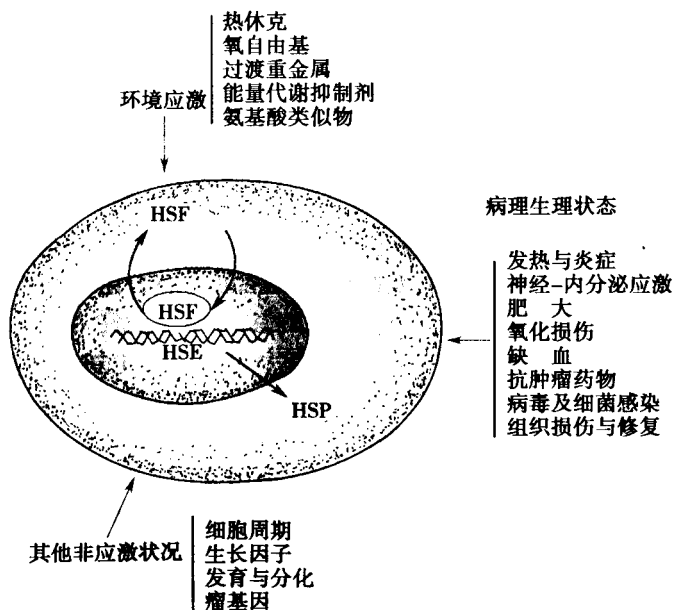 热休克
氧自由基
过渡重金属
能量代谢抑制剂
氨基酸类似物
环境应激
HSF
HSF
HSE
HSP
病理生理状态
发热与炎症
神经-内分泌应激
肥 大
氧化损伤
缺 血
抗肿瘤药物
病毒及细菌感染
组织损伤与修复
其他非应激状况
细胞周期
生长因子
发育与分化
瘤基因